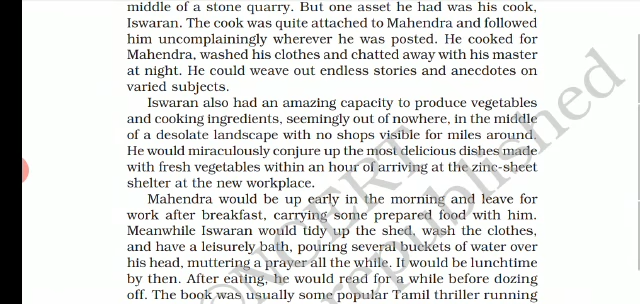 middle of a stone quarry. But one asset he had was his cook,
Iswaran. The cook was quite attached to Mahendra and followed
him uncomplainingly wherever he was posted. He cooked for
Mahendra, washed his clothes and chatted away with his master
at night. He could weave out endless stories and anecdotes on
varied subjects.
Iswaran also had an amazing capacity to produce vegetables
and cooking ingredients, seemingly out of nowhere, in the middle
of a desolate landscape with no shops visible for miles around.
He would miraculously conjure up the most delicious dishes made
with fresh vegetables within an hour of arriving at the zinc-sheet
shelter at the new workplace.
Mahendra would be up early in the morning and leave for
work after breakfast, carrying some prepared food with him.
Meanwhile Iswaran would tidy up the shed, wash the clothes,
and have a leisurely bath, pouring several buckets of water over
his head, muttering a prayer all the while. It would be lunchtime
by then. After eating, he would read for a while before dozing
off. The book was usually some popular Tamil thriller running
NCERT
republished